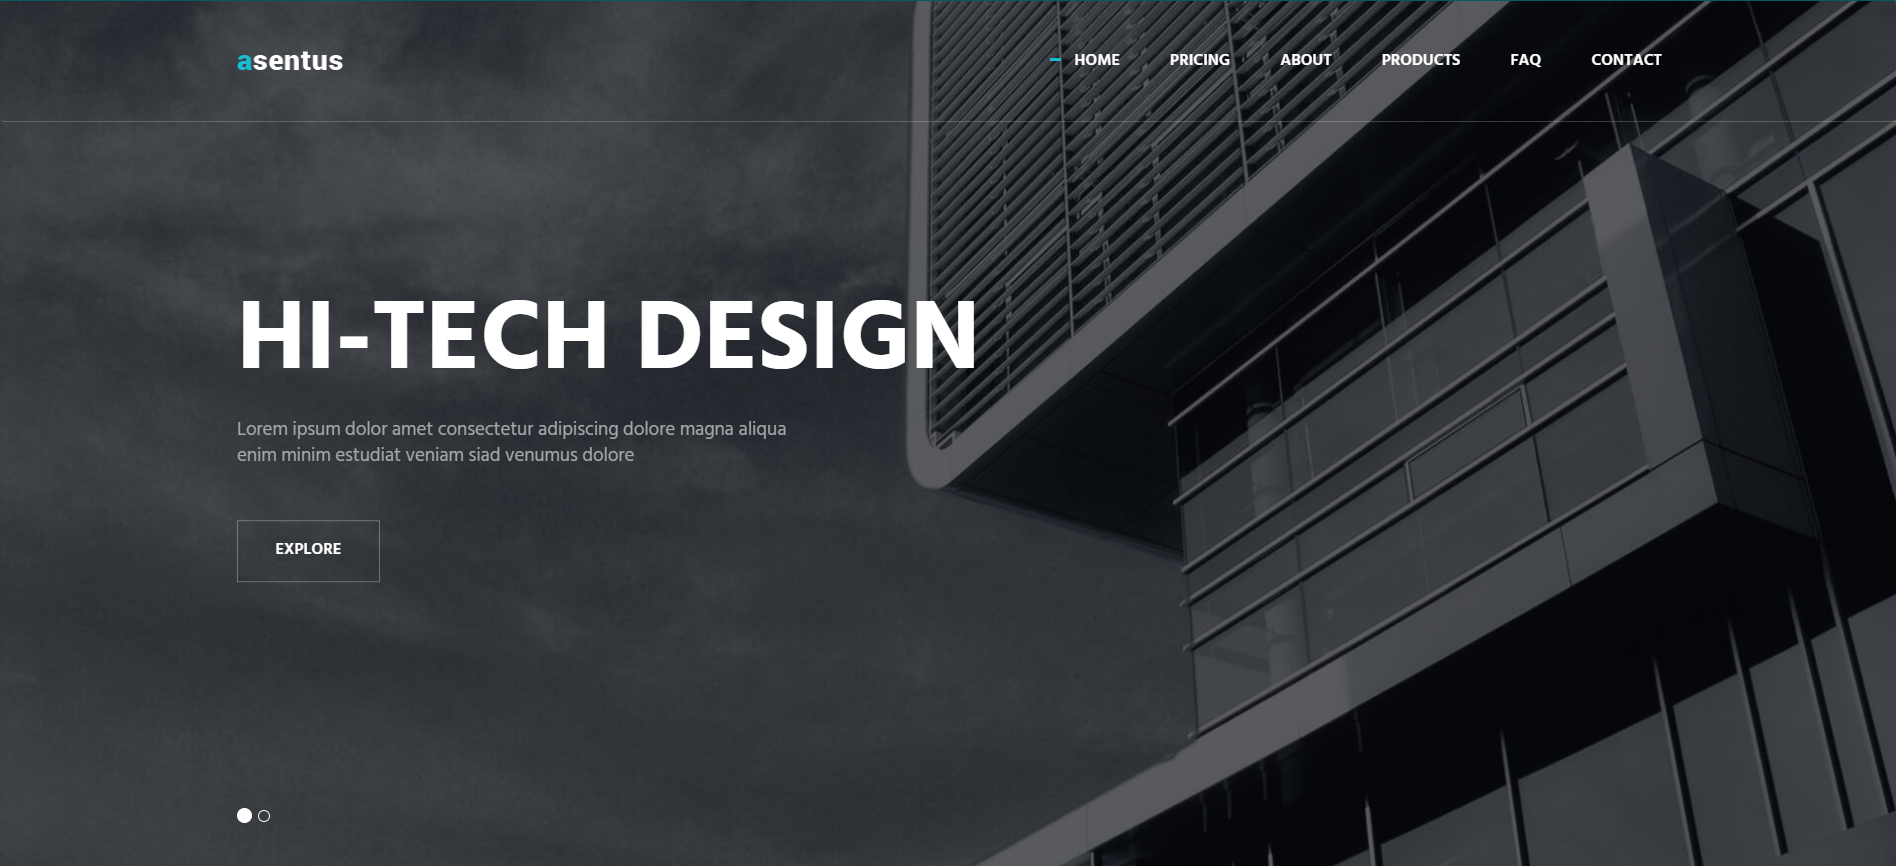 asentus
HOME PRICING ABOUT PRODUCTS FAQ CONTACT
HI-TECH DESIGN
Lorem ipsum dolor amet consectetur adipiscing dolore magna aliqua
enim minim estudiat veniam siad venumus dolore
EXPLORE